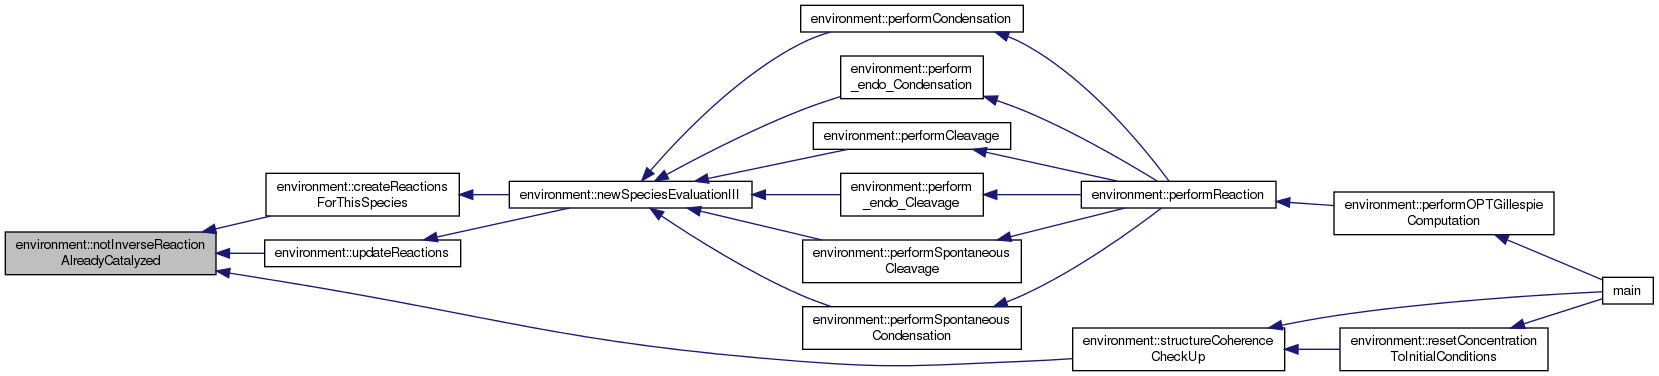 environment::performCondensation
environment::perform
_endo_Condensation
environment::performCleavage
environment::createReactions
ForThisSpecies
environment::newSpeciesEvaluationIII
environment::perform
_endo_Cleavage
environment::performReaction
environment::performOPTGillespie
Computation
environment::notInverseReaction
AlreadyCatalyzed
environment::updateReactions
environment::performSpontaneous
Cleavage
main
environment::performSpontaneous
Condensation
environment::structureCoherence
CheckUp
environment::resetConcentration
ToInitialConditions